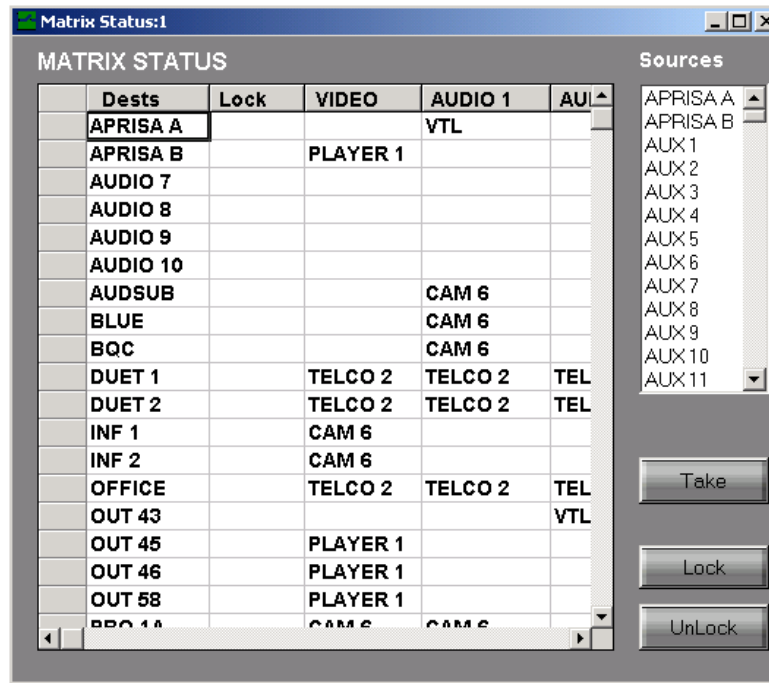 Matrix Status:1
MATRIX STATUS
Dests Lock VIDEO AUDIO 1 AU
APRISA A VTL
APRISA B PLAYER 1
AUDIO 7
AUDIO 8
AUDIO 9
AUDIO 10
AUDSUB CAM 6
BLUE CAM 6
BQC CAM 6
DUET 1 TELCO 2 TELCO 2 TEL
DUET 2 TELCO 2 TELCO 2 TEL
INF 1 CAM 6
INF 2 CAM 6
OFFICE TELCO 2 TELCO 2 TEL
OUT 43 VTL
OUT 45 PLAYER 1
OUT 46 PLAYER 1
OUT 58 PLAYER 1
CAM 6 CAM 6
Sources
APRISA A
APRISA B
AUX 1
AUX 2
AUX 3
AUX 4
AUX 5
AUX 6
AUX 7
AUX 8
AUX 9
AUX 10
AUX 11
Take
Lock
UnLock